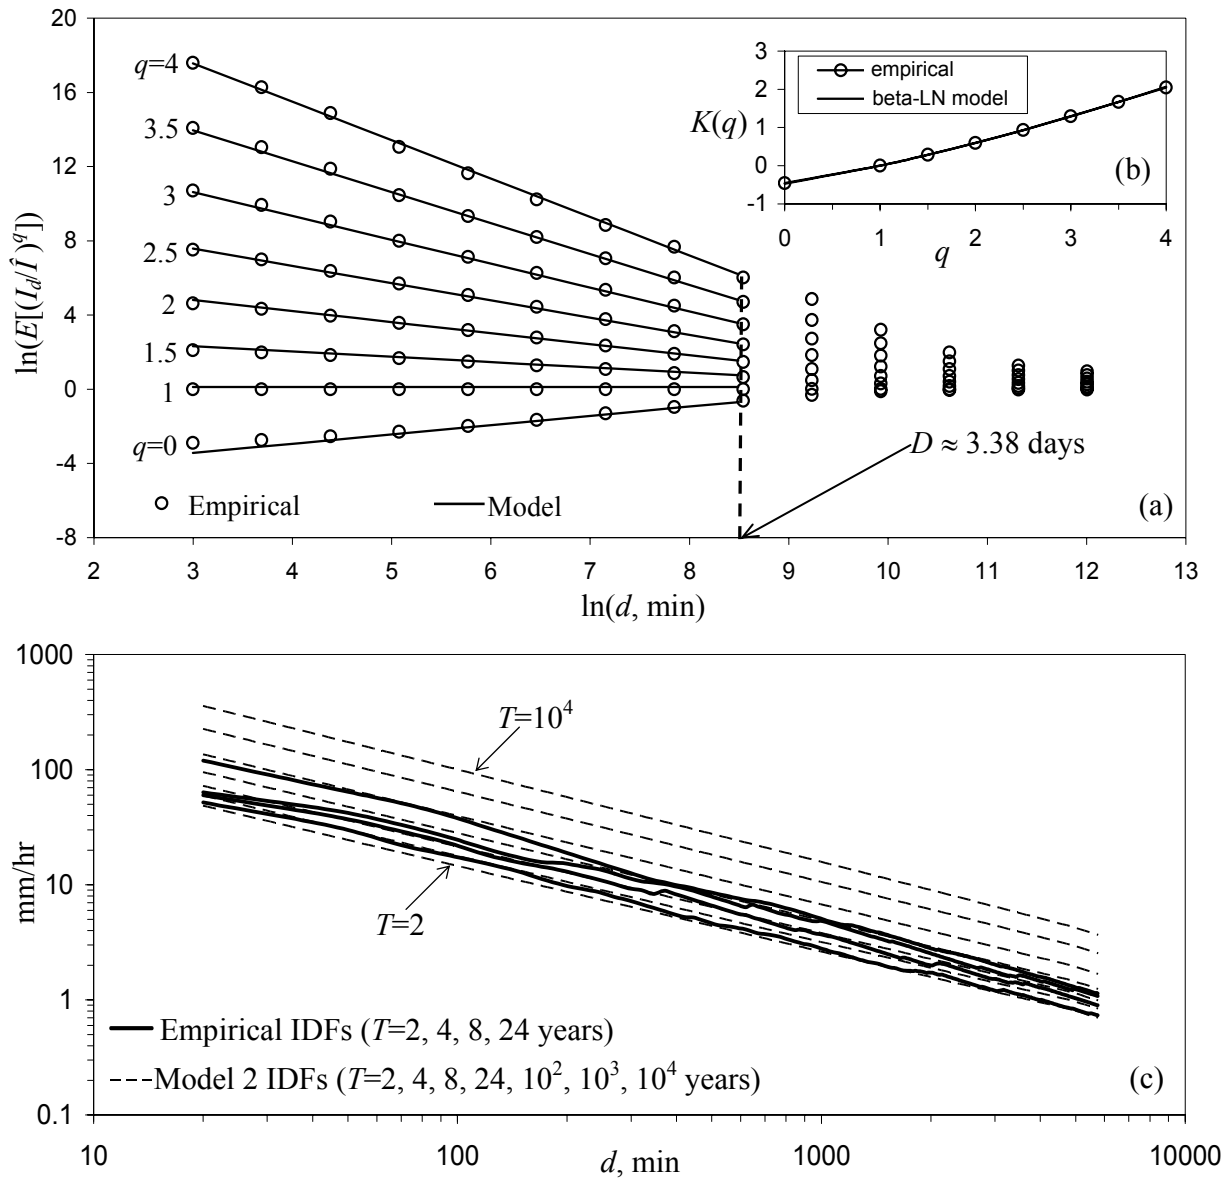 20
16
12
8
4
0
-4
-8
ln(E[(I_d/Î)^q])
q=4
3.5
3
2.5
2
1.5
1
q=0
Empirical
Model
2 3 4 5 6 7 8 9 10 11 12 13
ln(d, min)
D ≈ 3.38 days
(a)
3
2
1
0
-1
K(q)
empirical
beta-LN model
(b)
0 1 2 3 4
q
1000
100
10
1
0.1
mm/hr
T=10^4
T=2
Empirical IDFs (T=2, 4, 8, 24 years)
Model 2 IDFs (T=2, 4, 8, 24, 10^2, 10^3, 10^4 years)
(c)
10 100 1000 10000
d, min